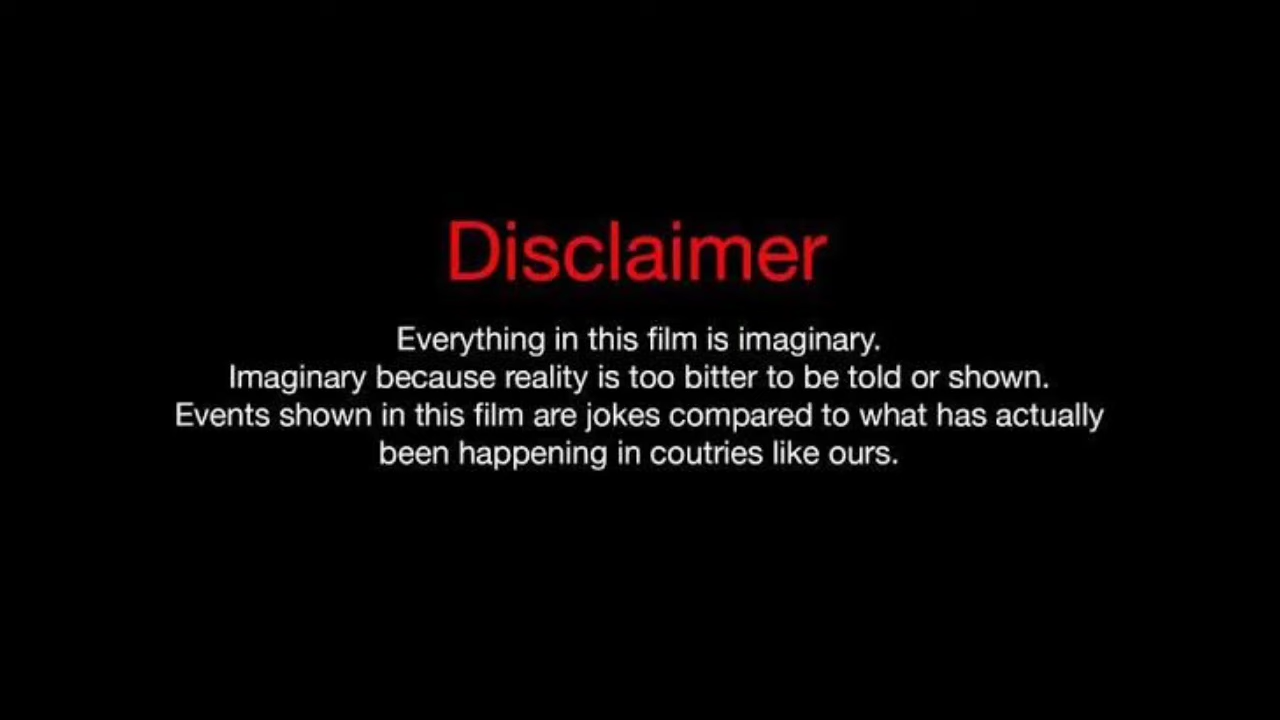 Disclaimer
Everything in this film is imaginary.
Imaginary because reality is too bitter to be told or shown.
Events shown in this film are jokes compared to what has actually
been happening in coutries like ours.